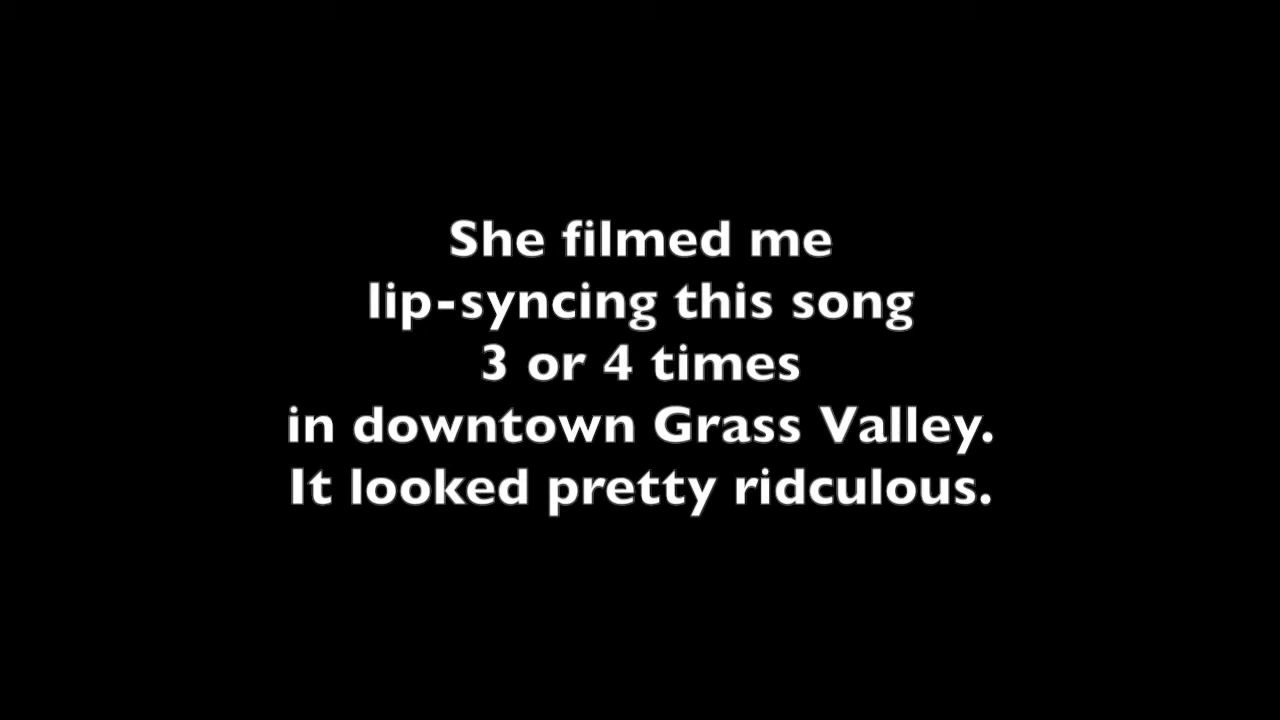 She filmed me
lip-syncing this song
3 or 4 times
in downtown Grass Valley.
It looked pretty ridculous.